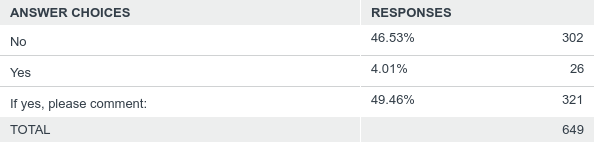 ANSWER CHOICES RESPONSES
No 46.53% 302
Yes 4.01% 26
If yes, please comment: 49.46% 321
TOTAL 649